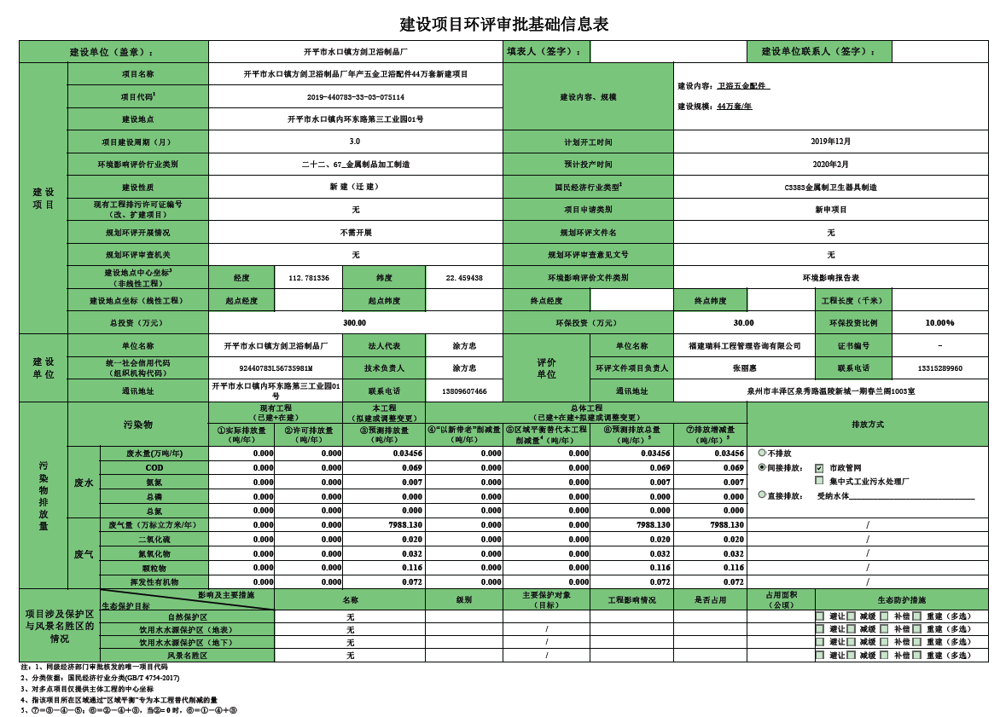 建设项目环评审批基础信息表
建设单位（盖章）： 开平市水口镇方剑卫浴制品厂 填表人（签字）： 建设单位联系人（签字）：
建设项目
项目名称 开平市水口镇方剑卫浴制品厂年产五金卫浴配件44万套新建项目 建设内容、规模 建设内容：卫浴五金配件
建设规模：44万套/年
项目代码1 2019-440783-33-03-075114
建设地点 开平市水口镇内环东路第三工业园01号
项目建设周期（月） 3.0 计划开工时间 2019年12月
环境影响评价行业类别 二十二、67_金属制品加工制造 预计投产时间 2020年2月
建设性质 新 建（迁 建） 国民经济行业类型2 C3383金属制卫生器具制造
现有工程排污许可证编号（改、扩建项目） 无 项目申请类别 新申项目
规划环评开展情况 不需开展 规划环评文件名 无
规划环评审查机关 无 规划环评审查意见文号 无
建设地点中心坐标3（非线性工程） 经度 112.781336 纬度 22.459438 环境影响评价文件类别 环境影响报告表
建设地点坐标（线性工程） 起点经度 起点纬度 终点经度 终点纬度 工程长度（千米）
总投资（万元） 300.00 环保投资（万元） 30.00 环保投资比例 10.00%
建设单位
单位名称 开平市水口镇方剑卫浴制品厂 法人代表 涂方忠 评价单位 单位名称 福建瑞科工程管理咨询有限公司 证书编号 -
统一社会信用代码（组织机构代码） 92440783L56735981M 技术负责人 涂方忠 环评文件项目负责人 张丽惠 联系电话 13315289960
通讯地址 开平市水口镇内环东路第三工业园01号 联系电话 13809607466 通讯地址 泉州市丰泽区泉秀路温陵新城一期春兰阁1003室
污染物排放量
污染物 现有工程（已建+在建） 本工程（拟建或调整变更） 总体工程（已建+在建+拟建或调整变更） 排放方式
①实际排放量（吨/年） ②许可排放量（吨/年） ③预测排放量（吨/年） ④“以新带老”削减量（吨/年） ⑤区域平衡替代本工程削减量4（吨/年） ⑥预测排放总量（吨/年）5 ⑦排放增减量（吨/年）5
废水
废水量(万吨/年) 0.000 0.000 0.03456 0.000 0.000 0.03456 0.03456 不排放
COD 0.000 0.000 0.069 0.000 0.000 0.069 0.069 间接排放： 市政管网
氨氮 0.000 0.000 0.007 0.000 0.000 0.007 0.007 集中式工业污水处理厂
总磷 0.000 0.000 0.000 0.000 0.000 0.000 0.000 直接排放： 受纳水体
总氮 0.000 0.000 0.000 0.000 0.000 0.000 0.000
废气
废气量（万标立方米/年） 0.000 0.000 7988.130 0.000 0.000 7988.130 7988.130 /
二氧化硫 0.000 0.000 0.020 0.000 0.000 0.020 0.020 /
氮氧化物 0.000 0.000 0.032 0.000 0.000 0.032 0.032 /
颗粒物 0.000 0.000 0.116 0.000 0.000 0.116 0.116 /
挥发性有机物 0.000 0.000 0.072 0.000 0.000 0.072 0.072 /
项目涉及保护区与风景名胜区的情况
影响及主要措施 生态保护目标 名称 级别 主要保护对象（目标） 工程影响情况 是否占用 占用面积（公顷） 生态防护措施
自然保护区 无 避让 减缓 补偿 重建（多选）
饮用水水源保护区（地表） 无 / 避让 减缓 补偿 重建（多选）
饮用水水源保护区（地下） 无 / 避让 减缓 补偿 重建（多选）
风景名胜区 无 / 避让 减缓 补偿 重建（多选）
注：1、同级经济部门审批核发的唯一项目代码
2、分类依据：国民经济行业分类(GB/T 4754-2017)
3、对多点项目仅提供主体工程的中心坐标
4、指该项目所在区域通过“区域平衡”专为本工程替代削减的量
5、⑦＝③－④－⑤；⑥＝②－④＋③，当②＝0 时，⑥＝①－④＋③